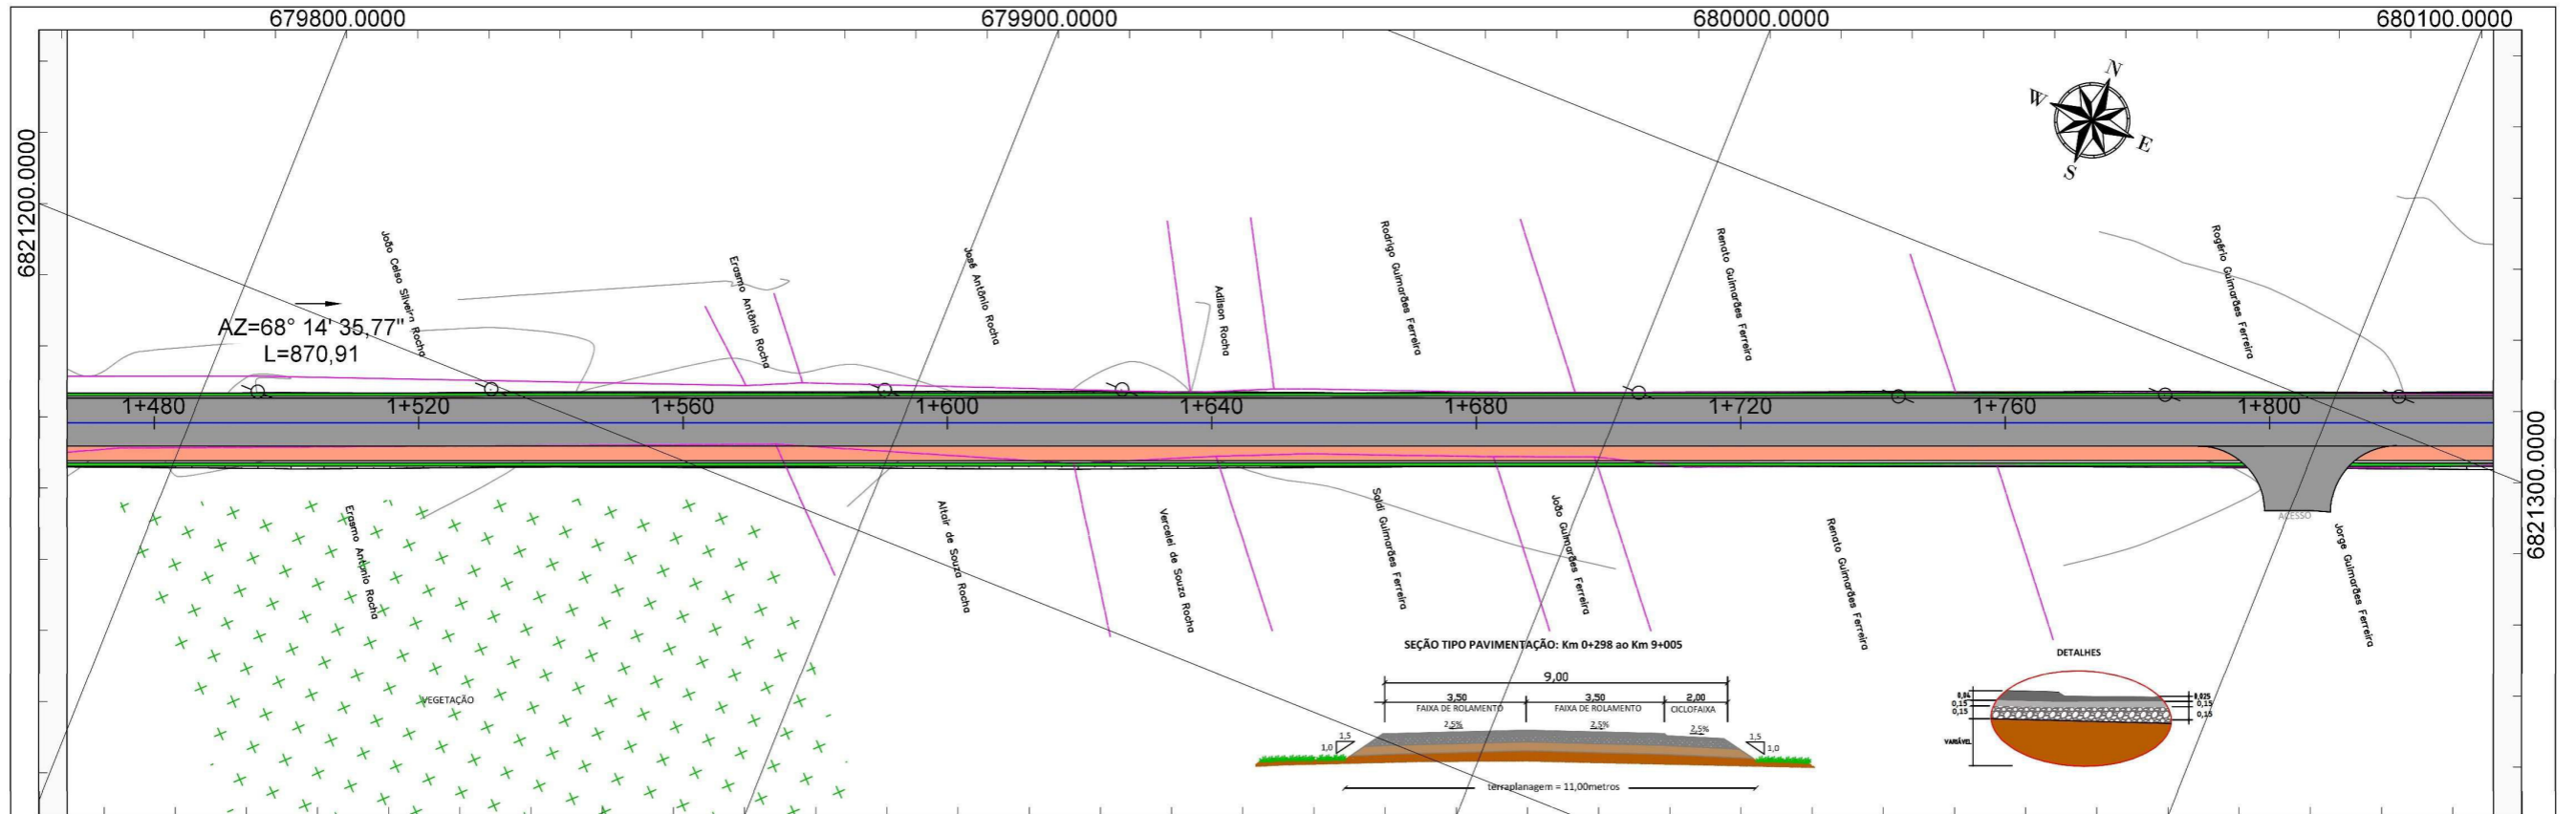 679800.0000
679900.0000
680000.0000
680100.0000
6821200.0000
N
W
E
S
João Celso Silveira Rocha
Erasmo Antônio Rocha
José Antônio Rocha
Adilson Rocha
Rodrigo Guimarães Ferreira
Renato Guimarães Ferreira
Rogério Guimarães Ferreira
AZ=68° 14' 35,77"
L=870,91
1+480
1+520
1+560
1+600
1+640
1+680
1+720
1+760
1+800
6821300.0000
Erasmo Antônio Rocha
Altair de Souza Rocha
Vercelei de Souza Rocha
Saldi Guimarães Ferreira
João Guimarães Ferreira
Renato Guimarães Ferreira
ACESSO
Jorge Guimarães Ferreira
VEGETAÇÃO
SEÇÃO TIPO PAVIMENTAÇÃO: Km 0+298 ao Km 9+005
9,00
3,50
3,50
2,00
FAIXA DE ROLAMENTO
FAIXA DE ROLAMENTO
CICLOFAIXA
2,5%
2,5%
2,5%
1,5
1,0
1,5
1,0
terraplanagem = 11,00metros
DETALHES
0,04
0,15
0,15
VARIÁVEL
0,025
0,15
0,15